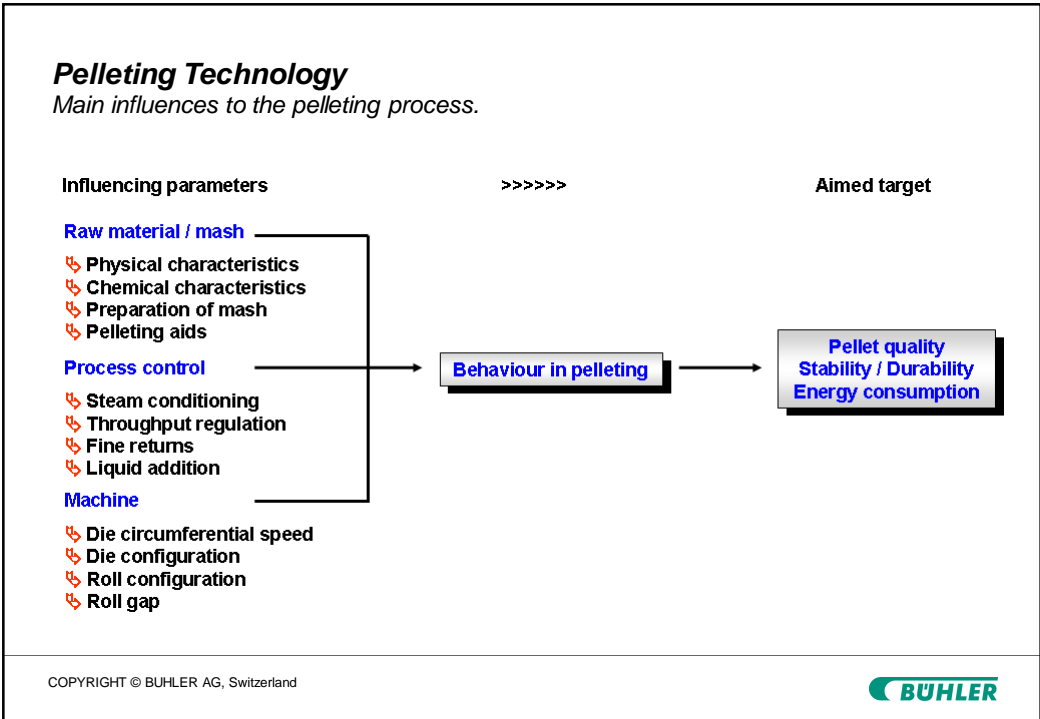 Pelleting Technology
Main influences to the pelleting process.
Influencing parameters >>>>>> Aimed target
Raw material / mash
Physical characteristics
Chemical characteristics
Preparation of mash
Pelleting aids
Process control
Steam conditioning
Throughput regulation
Fine returns
Liquid addition
Machine
Die circumferential speed
Die configuration
Roll configuration
Roll gap
Behaviour in pelleting
Pellet quality
Stability / Durability
Energy consumption
COPYRIGHT © BUHLER AG, Switzerland
BÜHLER